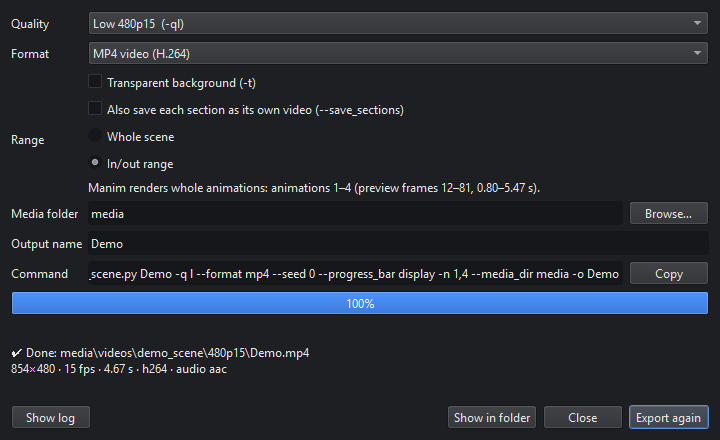 Quality Low 480p15 (-ql)
Format MP4 video (H.264)
Transparent background (-t)
Also save each section as its own video (--save_sections)
Range Whole scene
In/out range
Manim renders whole animations: animations 1–4 (preview frames 12–81, 0.80–5.47 s).
Media folder media Browse...
Output name Demo
Command _scene.py Demo -q l --format mp4 --seed 0 --progress_bar display -n 1,4 --media_dir media -o Demo Copy
100%
✔ Done: media\videos\demo_scene\480p15\Demo.mp4
854×480 · 15 fps · 4.67 s · h264 · audio aac
Show log Show in folder Close Export again